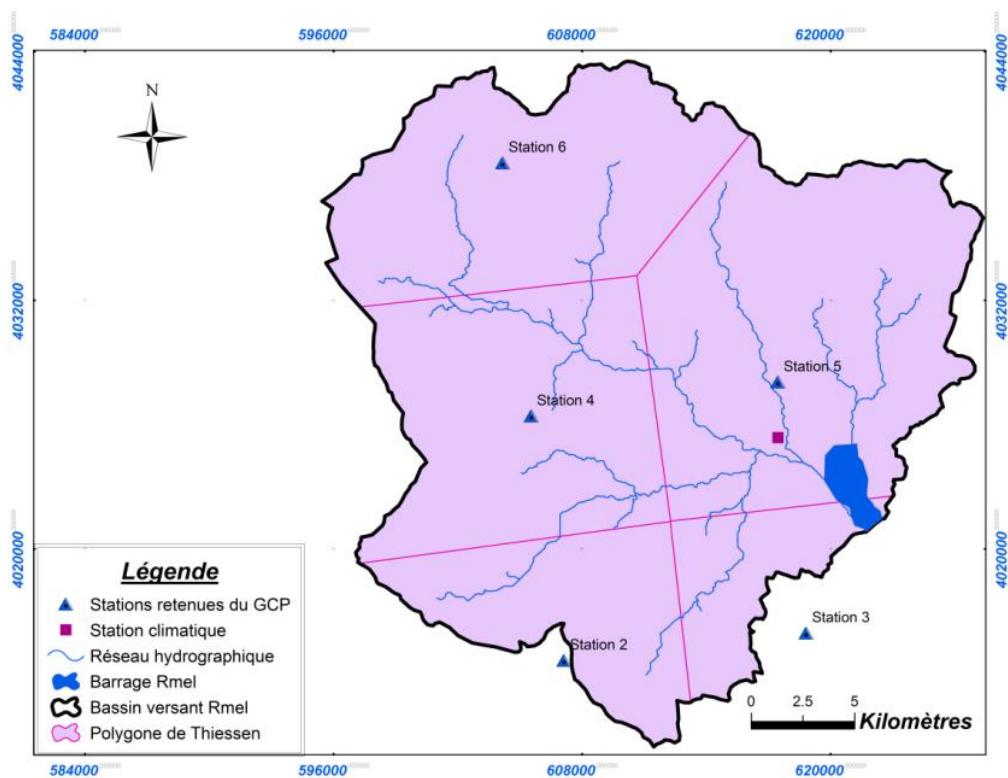 584000 596000 608000 620000
4044000 4044000
N
Station 6
4032000 4032000
Station 5
Station 4
4020000 4020000
Légende
Stations retenues du GCP
Station climatique
Réseau hydrographique
Barrage Rmel
Bassin versant Rmel
Polygone de Thiessen
Station 3
Station 2
0 2.5 5
Kilomètres
584000 596000 608000 620000